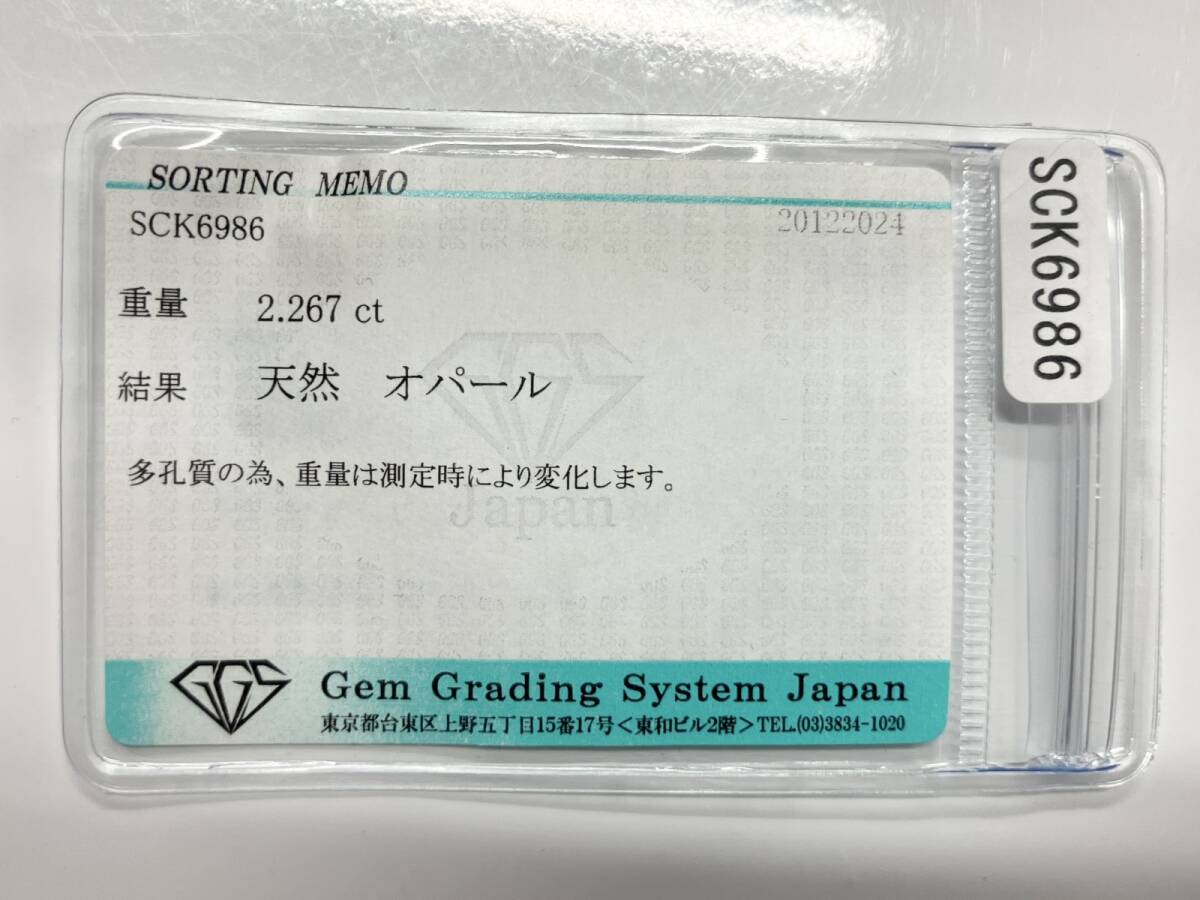 SORTING MEMO
SCK6986 20122024
重量 2.267 ct
結果 天然 オパール
多孔質の為、重量は測定時により変化します。
Japan
GGS Gem Grading System Japan
東京都台東区上野五丁目15番17号＜東和ビル2階＞TEL.(03)3834-1020
SCK6986